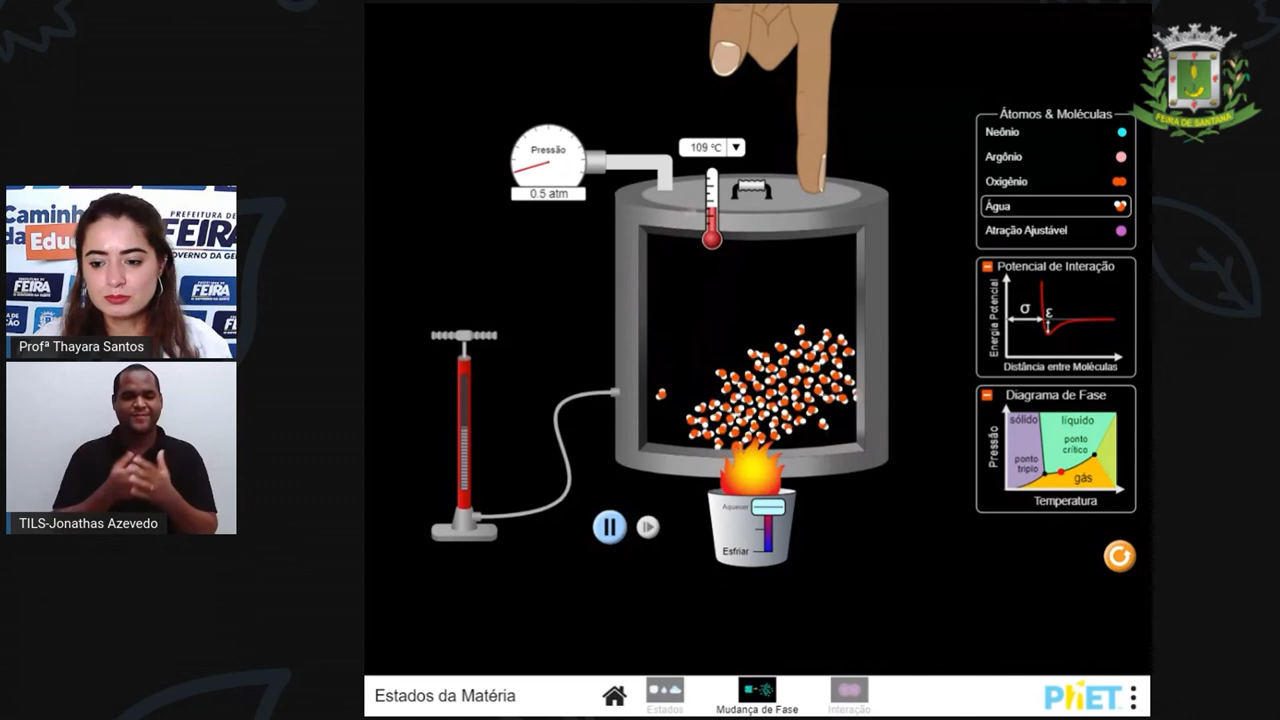 Caminh
da
Educ
PREFEITURA DE
FEIRA
GOVERNO DA GE
FEIRA
FEIRA
Profª Thayara Santos
TILS-Jonathas Azevedo
Pressão
0.5 atm
109 ºC
Aquecer
Esfriar
Átomos & Moléculas
Neônio
Argônio
Oxigênio
Água
Atração Ajustável
Potencial de Interação
Energia Potencial
σ
ε
Distância entre Moléculas
Diagrama de Fase
Pressão
sólido
líquido
ponto
crítico
ponto
triplo
gás
Temperatura
FEIRA DE SANTANA
Estados da Matéria
Estados
Mudança de Fase
Interação
PhET